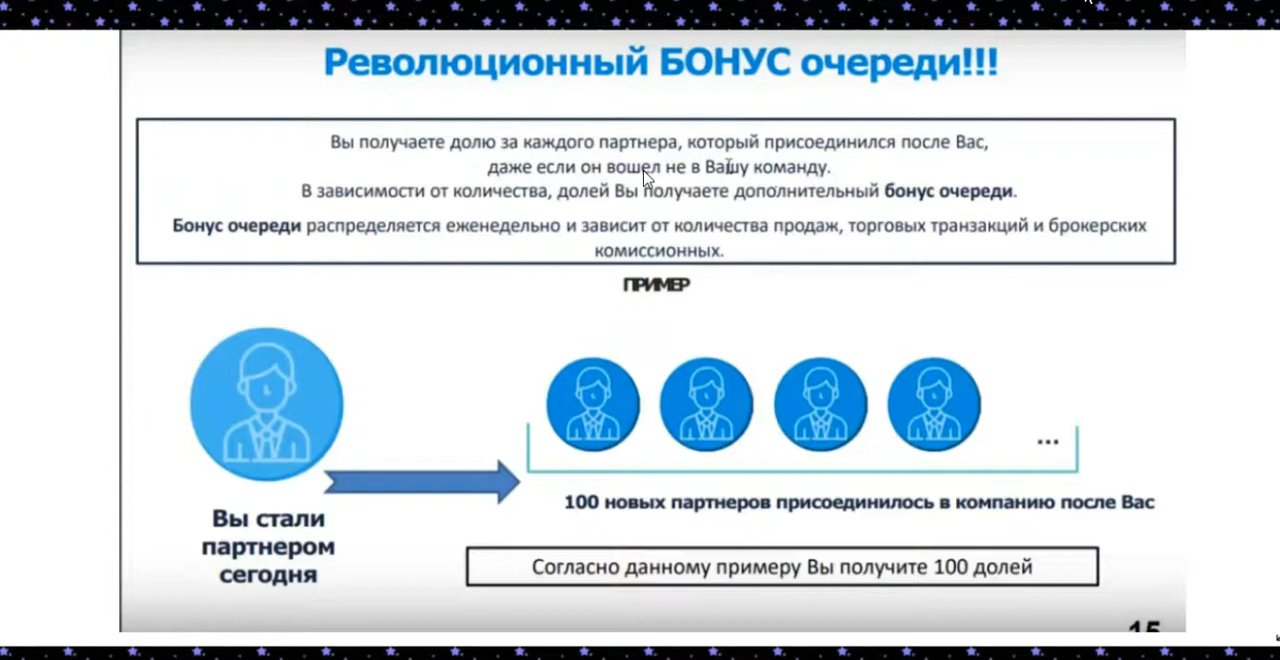 Революционный БОНУС очереди!!!
Вы получаете долю за каждого партнера, который присоединился после Вас,
даже если он вошел не в Вашу команду.
В зависимости от количества, долей Вы получаете дополнительный бонус очереди.
Бонус очереди распределяется еженедельно и зависит от количества продаж, торговых транзакций и брокерских
комиссионных.
ПРИМЕР
...
100 новых партнеров присоединилось в компанию после Вас
Вы стали
партнером
сегодня
Согласно данному примеру Вы получите 100 долей
15